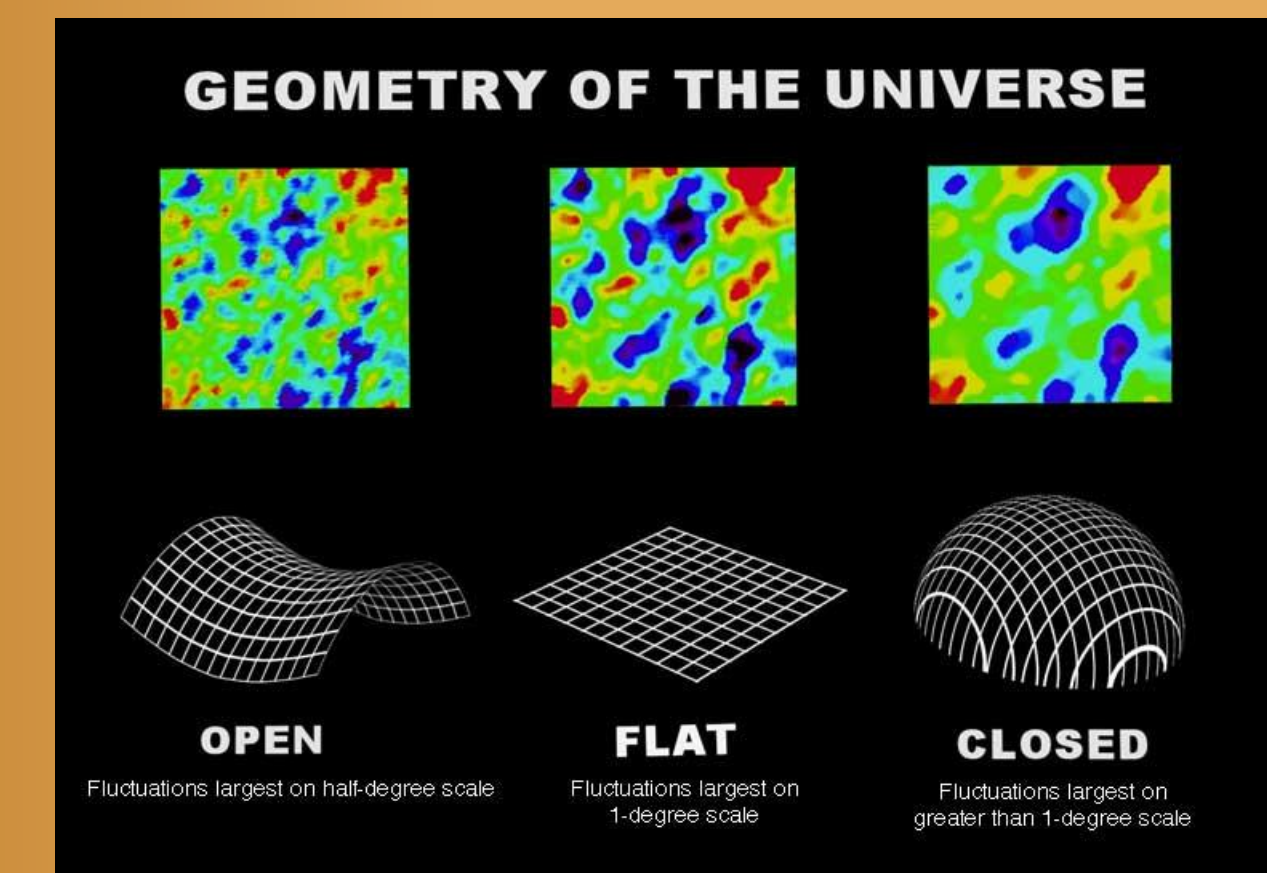 GEOMETRY OF THE UNIVERSE
OPEN
Fluctuations largest on half-degree scale
FLAT
Fluctuations largest on
1-degree scale
CLOSED
Fluctuations largest on
greater than 1-degree scale